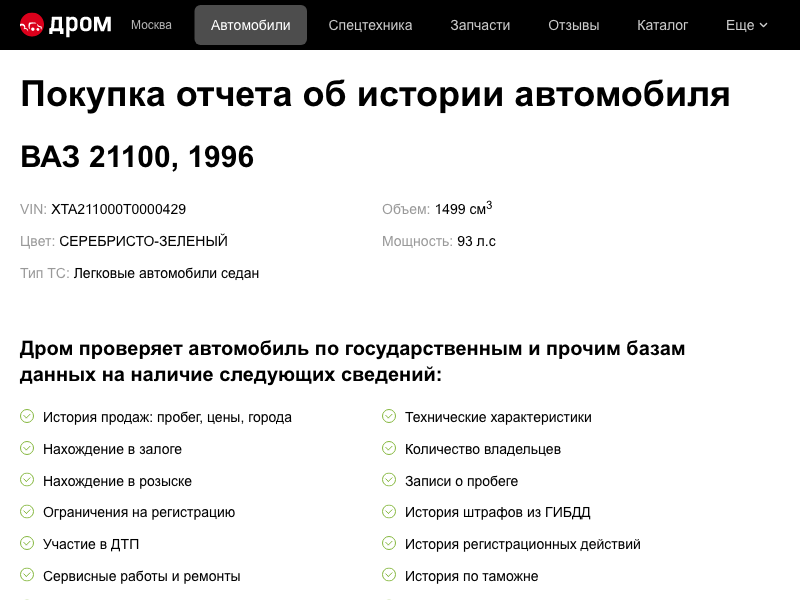 дром Москва Автомобили Спецтехника Запчасти Отзывы Каталог Еще
Покупка отчета об истории автомобиля
ВАЗ 21100, 1996
VIN: XTA211000T0000429 Объем: 1499 см³
Цвет: СЕРЕБРИСТО-ЗЕЛЕНЫЙ Мощность: 93 л.с
Тип ТС: Легковые автомобили седан
Дром проверяет автомобиль по государственным и прочим базам
данных на наличие следующих сведений:
История продаж: пробег, цены, города Технические характеристики
Нахождение в залоге Количество владельцев
Нахождение в розыске Записи о пробеге
Ограничения на регистрацию История штрафов из ГИБДД
Участие в ДТП История регистрационных действий
Сервисные работы и ремонты История по таможне